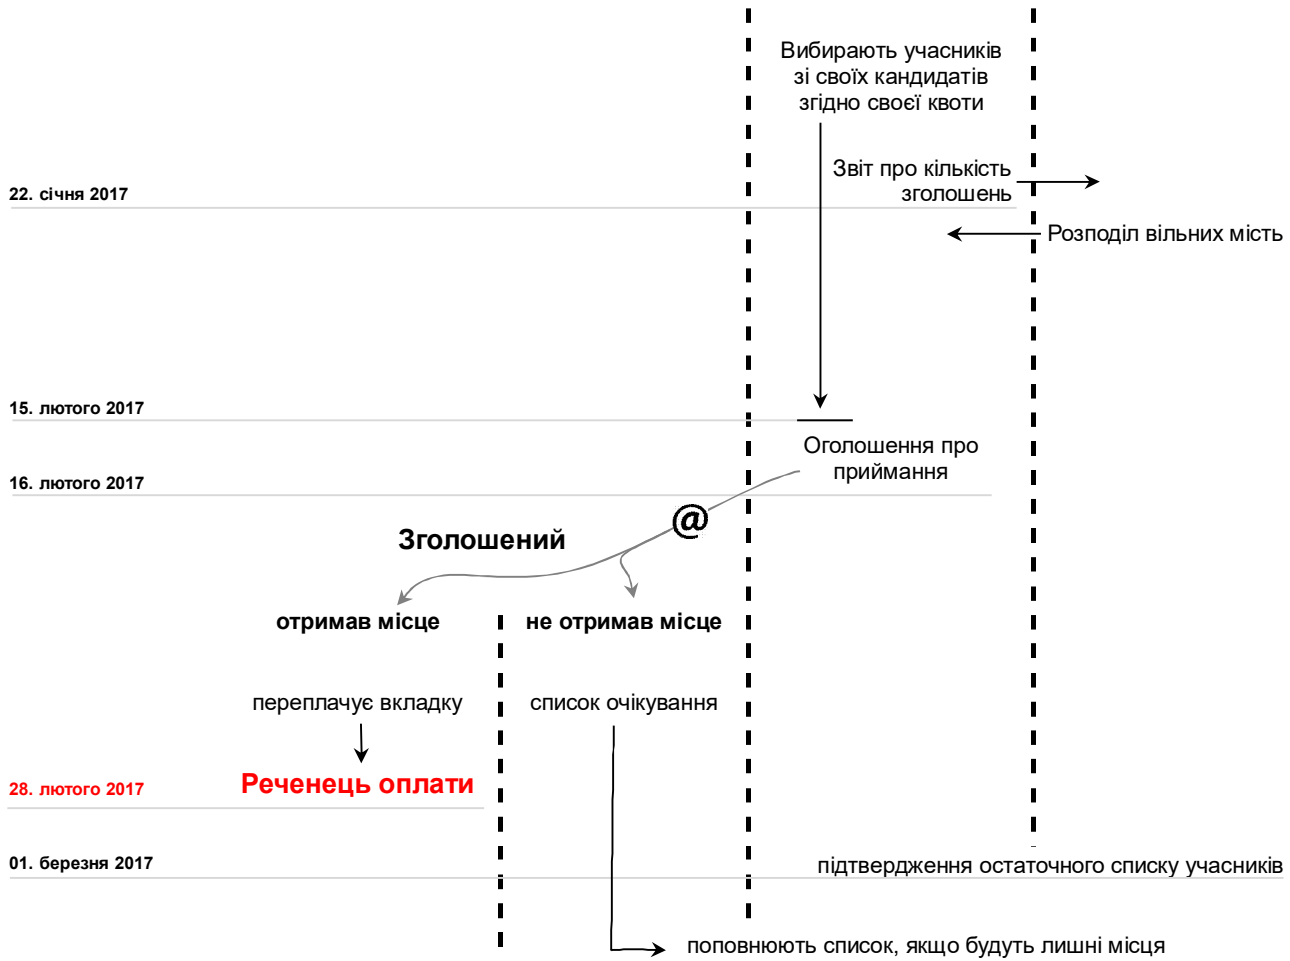 Вибирають учасників
зі своїх кандидатів
згідно своєї квоти
Звіт про кількість
зголошень
22. січня 2017
Розподіл вільних мість
15. лютого 2017
Оголошення про
приймання
16. лютого 2017
@
Зголошений
отримав місце
не отримав місце
переплачує вкладку
список очікування
28. лютого 2017
Реченець оплати
01. березня 2017
підтвердження остаточного списку учасників
поповнюють список, якщо будуть лишні місця